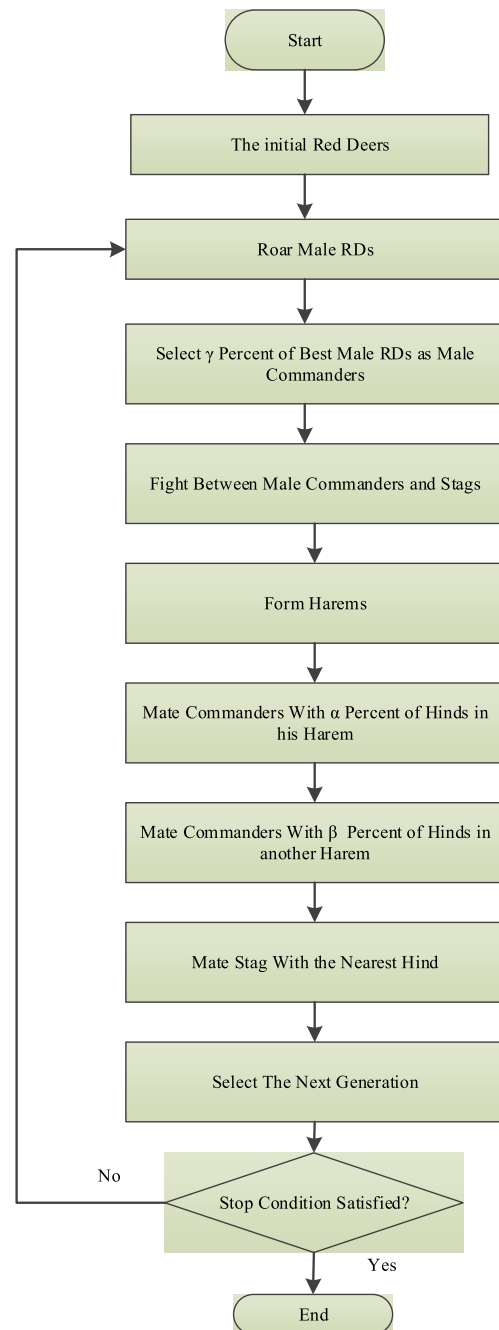 Start
The initial Red Deers
Roar Male RDs
Select γ Percent of Best Male RDs as Male
Commanders
Fight Between Male Commanders and Stags
Form Harems
Mate Commanders With α Percent of Hinds in
his Harem
Mate Commanders With β Percent of Hinds in
another Harem
Mate Stag With the Nearest Hind
Select The Next Generation
No
Stop Condition Satisfied?
Yes
End